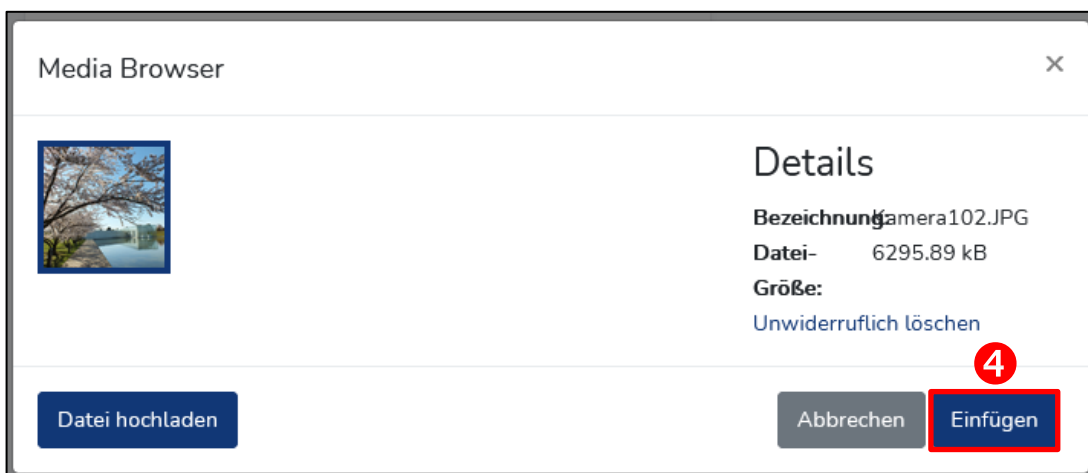 Media Browser
×
Details
Bezeichnung: Kamera102.JPG
Datei- 6295.89 kB
Größe:
Unwiderruflich löschen
4
Datei hochladen Abbrechen Einfügen